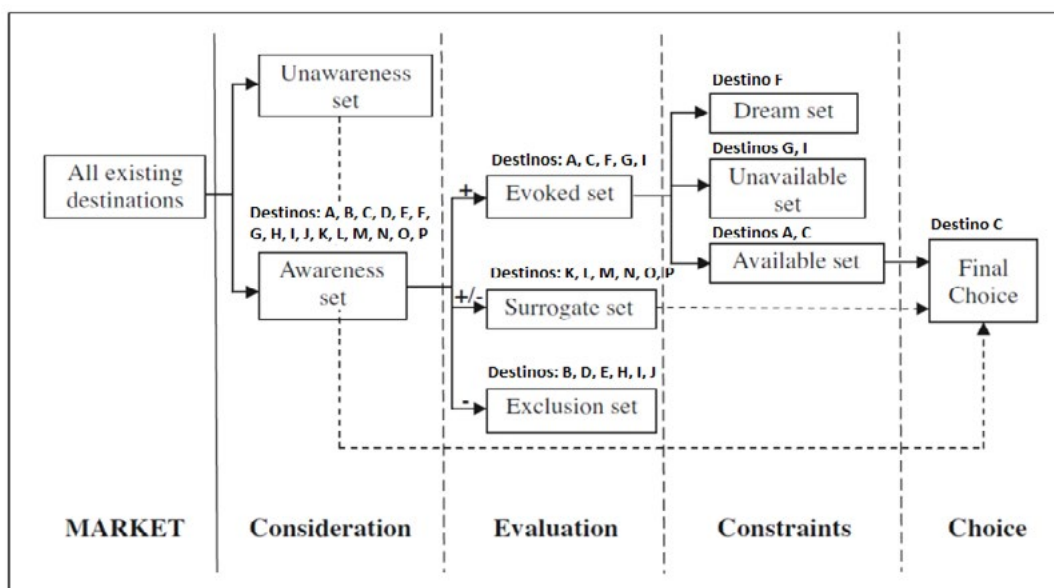 Unawareness
set
All existing
destinations
Destinos: A, B, C, D, E, F,
G, H, I, J, K, L, M, N, O, P
Awareness
set
Destinos: A, C, F, G, I
+
Evoked set
Destinos: K, L, M, N, O, P
+/-
Surrogate set
Destinos: B, D, E, H, I, J
-
Exclusion set
Destino F
Dream set
Destinos G, I
Unavailable
set
Destinos A, C
Available set
Destino C
Final
Choice
MARKET
Consideration
Evaluation
Constraints
Choice